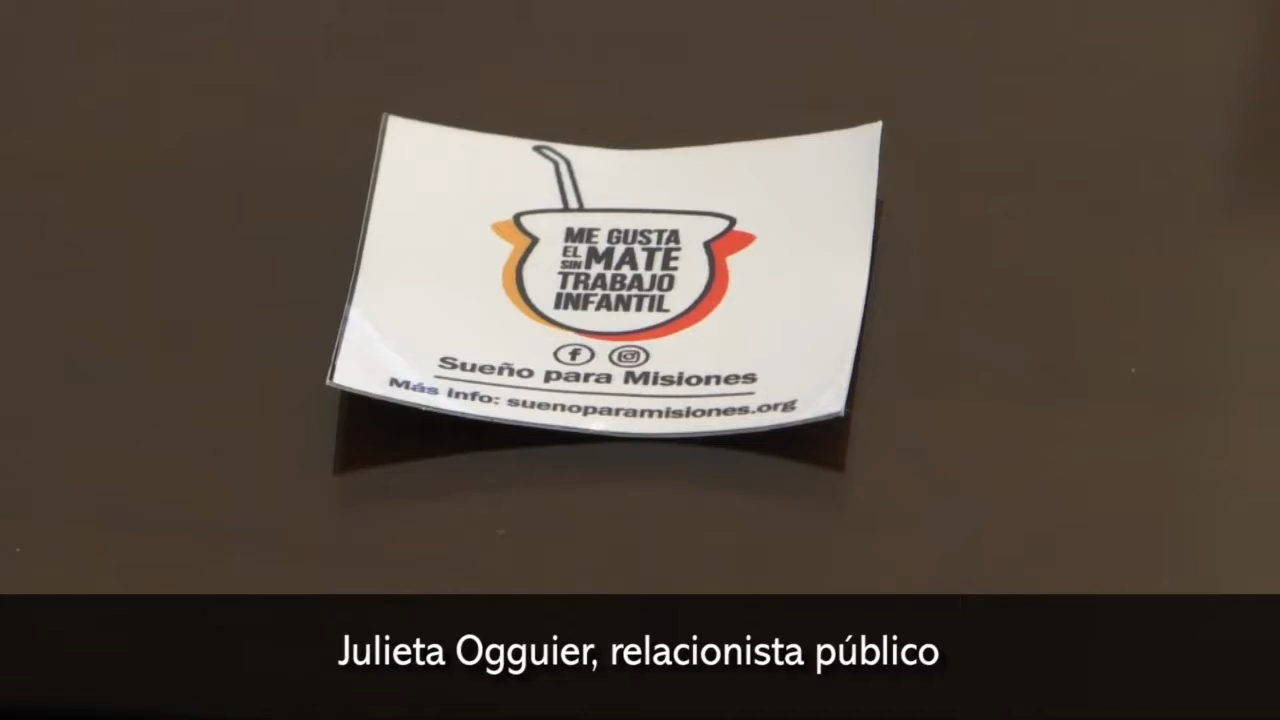 ME GUSTA
EL SIN MATE
TRABAJO
INFANTIL
Sueño para Misiones
Más info: suenoparamisiones.org
Julieta Ogguier, relacionista público